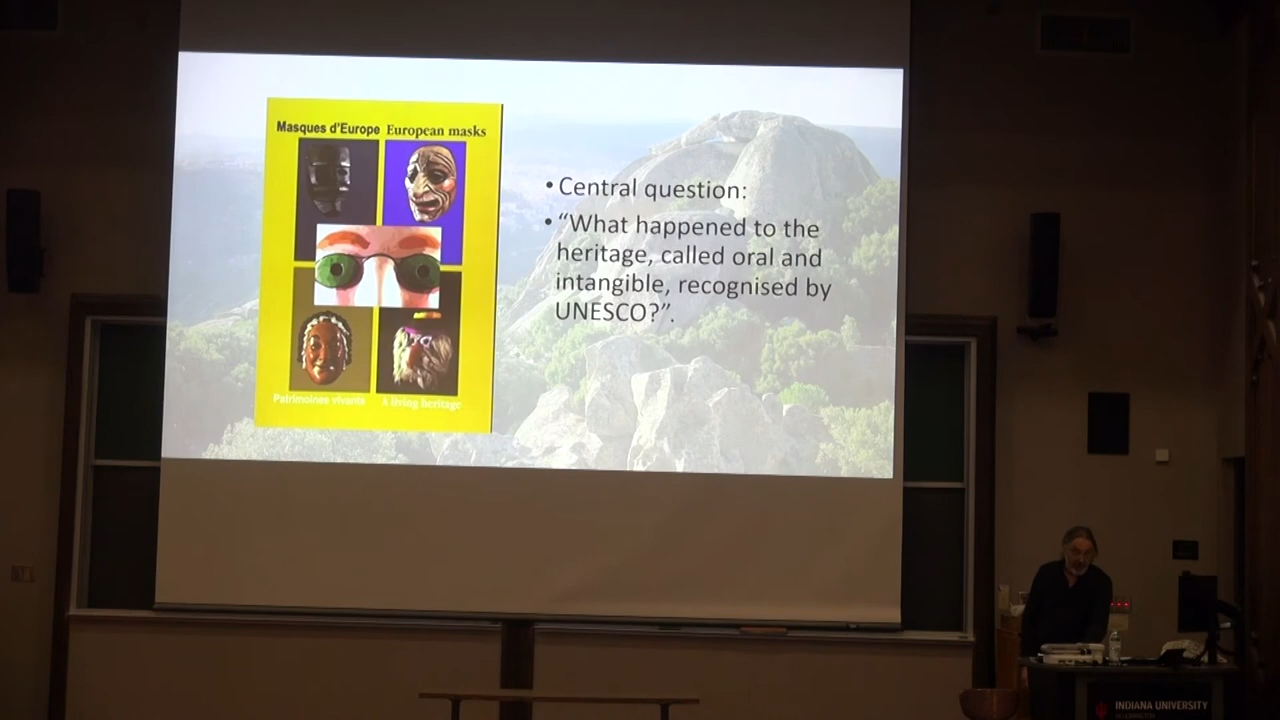 Masques d'Europe European masks
Patrimoines vivants A living heritage
• Central question:
• “What happened to the
heritage, called oral and
intangible, recognised by
UNESCO?”.
INDIANA UNIVERSITY